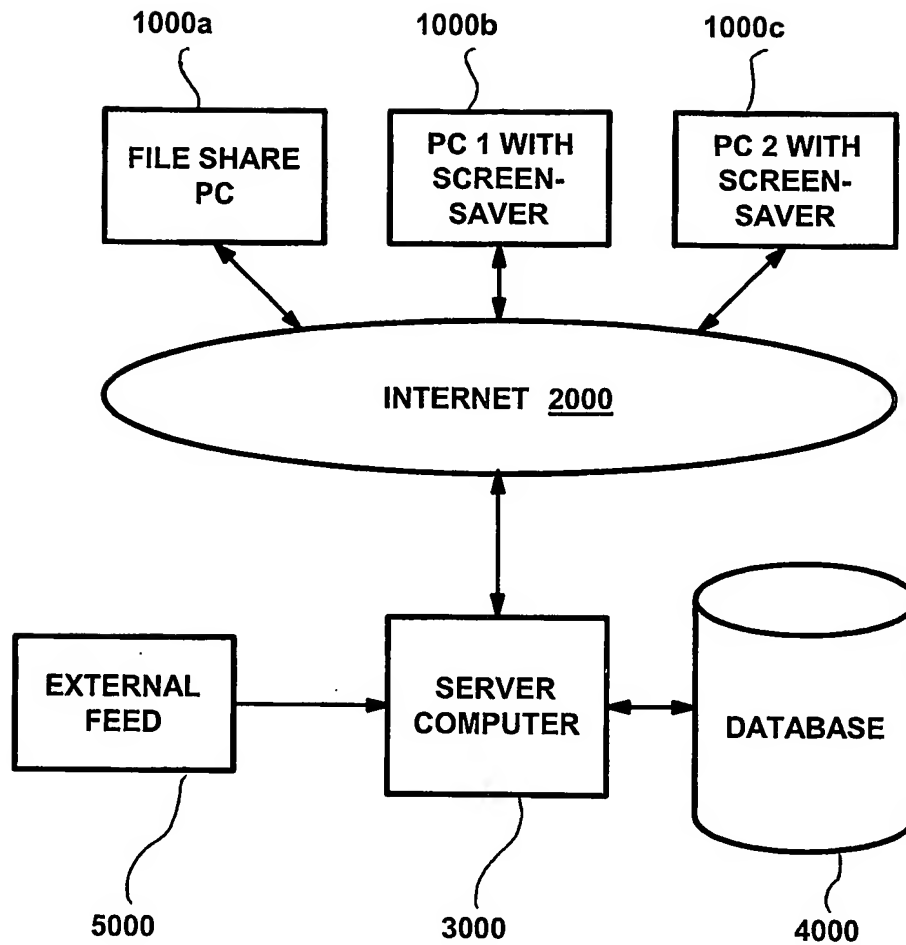 1000a
1000b
1000c
FILE SHARE
PC
PC 1 WITH
SCREEN-
SAVER
PC 2 WITH
SCREEN-
SAVER
INTERNET 2000
EXTERNAL
FEED
SERVER
COMPUTER
DATABASE
5000
3000
4000